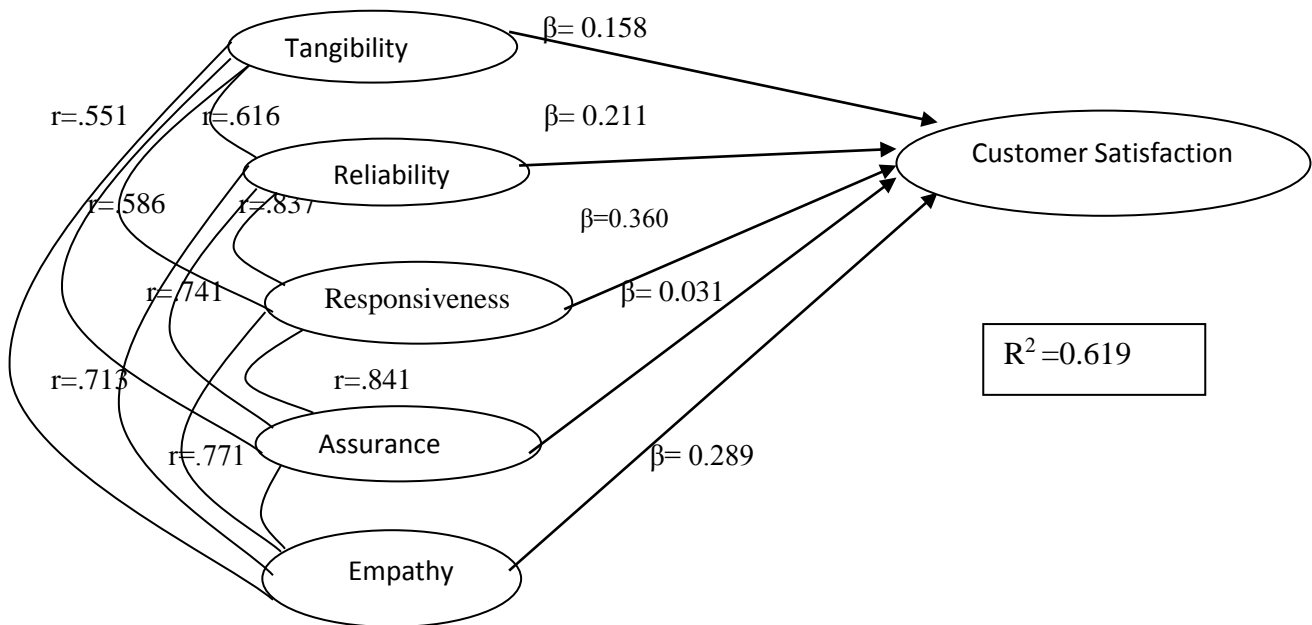 β= 0.158
Tangibility
r=.551
r=.616
β= 0.211
Customer Satisfaction
Reliability
r=.586
r=.837
β=0.360
r=.741
Responsiveness
β= 0.031
R² =0.619
r=.713
r=.841
Assurance
r=.771
β= 0.289
Empathy